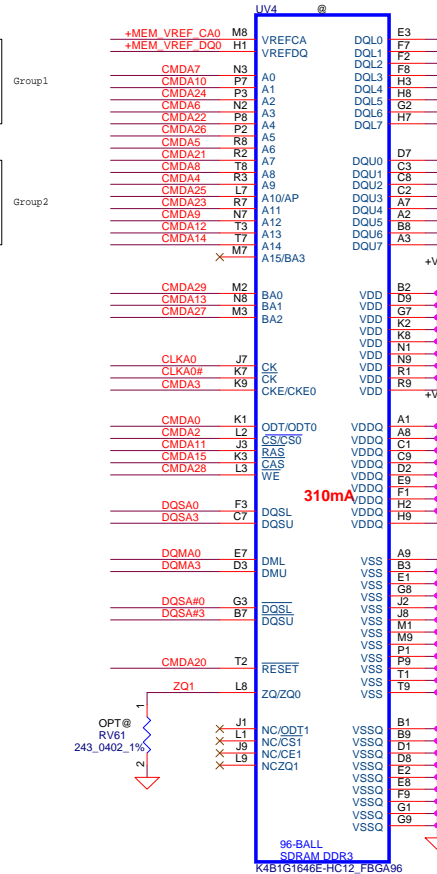 UV4 @
+MEM_VREF_CA0 M8 VREFCA DQL0 E3
+MEM_VREF_DQ0 H1 VREFDQ DQL1 F7
DQL2 F2
CMDA7 N3 A0 DQL3 F8
Group1 CMDA10 P7 A1 DQL4 H3
CMDA24 P3 A2 DQL5 H8
CMDA6 N2 A3 DQL6 G2
CMDA22 P8 A4 DQL7 H7
CMDA26 P2 A5
CMDA5 R8 A6
CMDA21 R2 A7 DQU0 D7
CMDA8 T8 A8 DQU1 C3
CMDA4 R3 A9 DQU2 C8
CMDA25 L7 A10/AP DQU3 C2
Group2 CMDA23 R7 A11 DQU4 A7
CMDA9 N7 A12 DQU5 A2
CMDA12 T3 A13 DQU6 B8
CMDA14 T7 A14 DQU7 A3
M7 A15/BA3
+V
CMDA29 M2 BA0 VDD B2
CMDA13 N8 BA1 VDD D9
CMDA27 M3 BA2 VDD G7
VDD K2
VDD K8
VDD N1
CLKA0 J7 CK VDD N9
CLKA0# K7 CK VDD R1
CMDA3 K9 CKE/CKE0 VDD R9
+V
CMDA0 K1 ODT/ODT0 VDDQ A1
CMDA2 L2 CS/CS0 VDDQ A8
CMDA11 J3 RAS VDDQ C1
CMDA15 K3 CAS VDDQ C9
CMDA28 L3 WE VDDQ D2
VDDQ E9
310mA VDDQ F1
DQSA0 F3 DQSL VDDQ H2
DQSA3 C7 DQSU VDDQ H9
DQMA0 E7 DML VSS A9
DQMA3 D3 DMU VSS B3
VSS E1
VSS G8
DQSA#0 G3 DQSL VSS J2
DQSA#3 B7 DQSU VSS J8
VSS M1
VSS M9
VSS P1
CMDA20 T2 RESET VSS P9
VSS T1
ZQ1 L8 ZQ/ZQ0 VSS T9
1
OPT@ J1 NC/ODT1 VSSQ B1
RV61 L1 NC/CS1 VSSQ B9
243_0402_1% J9 NC/CE1 VSSQ D1
2 L9 NCZQ1 VSSQ D8
VSSQ E2
VSSQ E8
VSSQ F9
VSSQ G1
VSSQ G9
96-BALL
SDRAM DDR3
K4B1G1646E-HC12_FBGA96